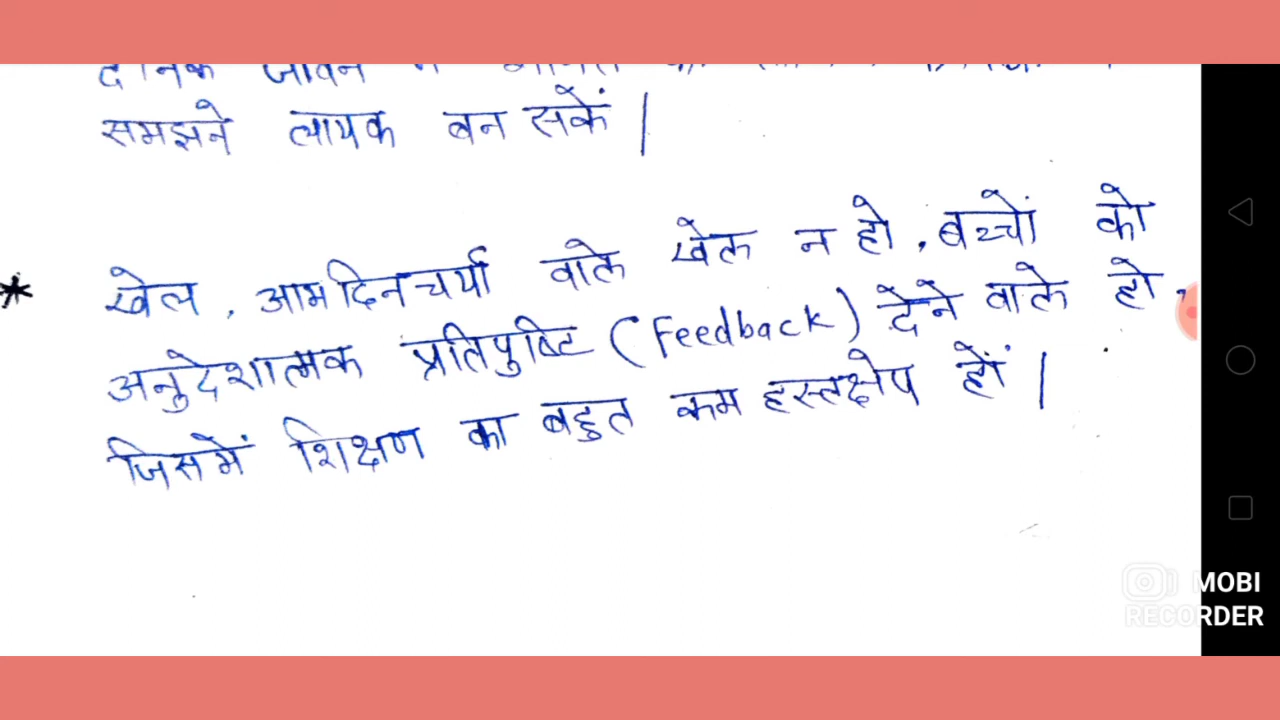 दैनिक जीवन में
समझने लायक बन सकें |
* खेल, आम दिनचर्या वाले खेल न हो, बच्चों को
अनुदेशात्मक प्रतिपुष्टि (Feedback) देने वाले हो,
जिसमें शिक्षण का बहुत कम हस्तक्षेप हों |
MOBI
RECORDER